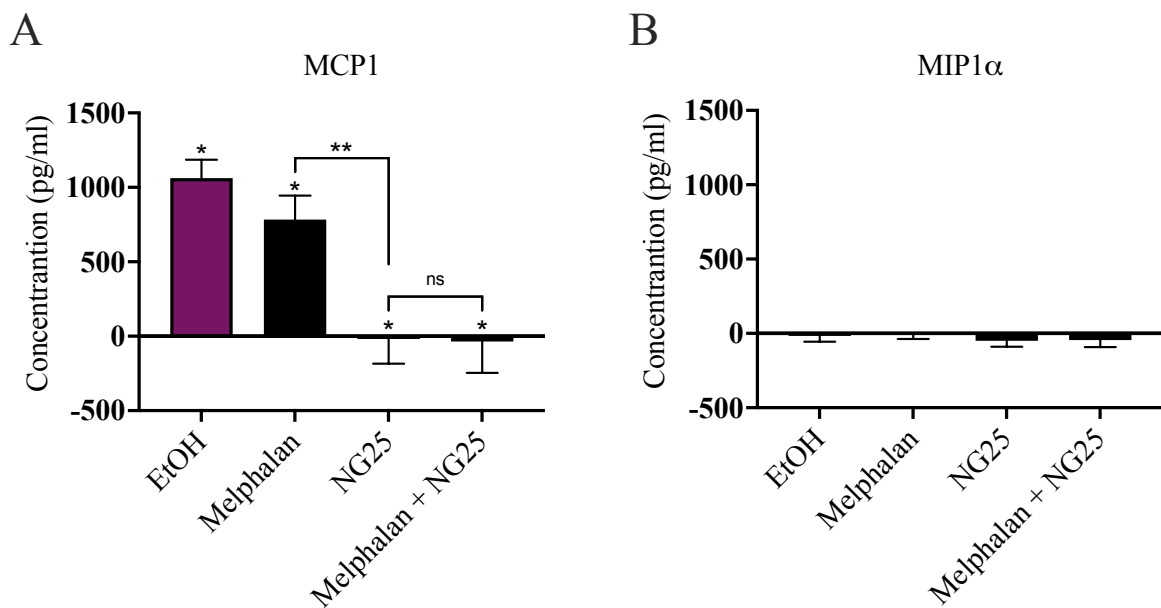 A
MCP1
Concentrantion (pg/ml)
1500
1000
500
0
-500
*
*
**
*
ns
*
EtOH
Melphalan
NG25
Melphalan + NG25
B
MIP1α
Concentrantion (pg/ml)
1500
1000
500
0
-500
EtOH
Melphalan
NG25
Melphalan + NG25